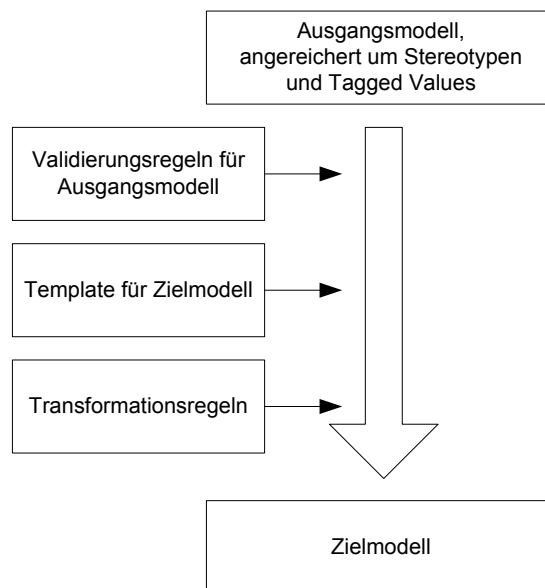 Ausgangsmodell,
angereichert um Stereotypen
und Tagged Values
Validierungsregeln für
Ausgangsmodell
Template für Zielmodell
Transformationsregeln
Zielmodell